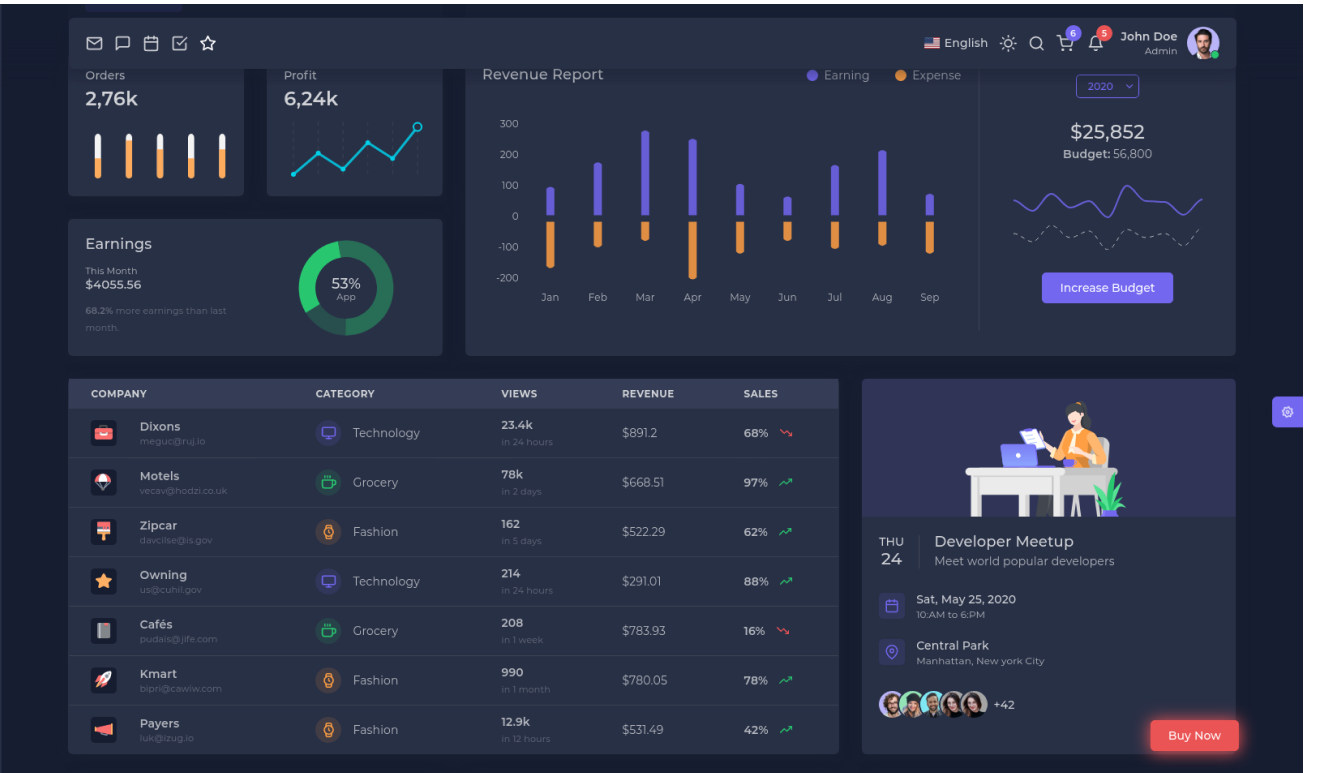 English
6
5
John Doe
Admin
Orders
2,76k
Profit
6,24k
Revenue Report
Earning
Expense
300
200
100
0
-100
-200
Jan Feb Mar Apr May Jun Jul Aug Sep
2020
$25,852
Budget: 56,800
Increase Budget
Earnings
This Month
$4055.56
68.2% more earnings than last
month.
53%
App
COMPANY CATEGORY VIEWS REVENUE SALES
Dixons
meguc@ruj.io
Technology
23.4k
in 24 hours
$891.2
68%
Motels
vecav@hodzi.co.uk
Grocery
78k
in 2 days
$668.51
97%
Zipcar
davcilse@is.gov
Fashion
162
in 5 days
$522.29
62%
Owning
us@cuhil.gov
Technology
214
in 24 hours
$291.01
88%
Cafés
pudais@jife.com
Grocery
208
in 1 week
$783.93
16%
Kmart
bipri@cawiw.com
Fashion
990
in 1 month
$780.05
78%
Payers
luk@izug.io
Fashion
12.9k
in 12 hours
$531.49
42%
THU
24
Developer Meetup
Meet world popular developers
Sat, May 25, 2020
10:AM to 6:PM
Central Park
Manhattan, New york City
+42
Buy Now